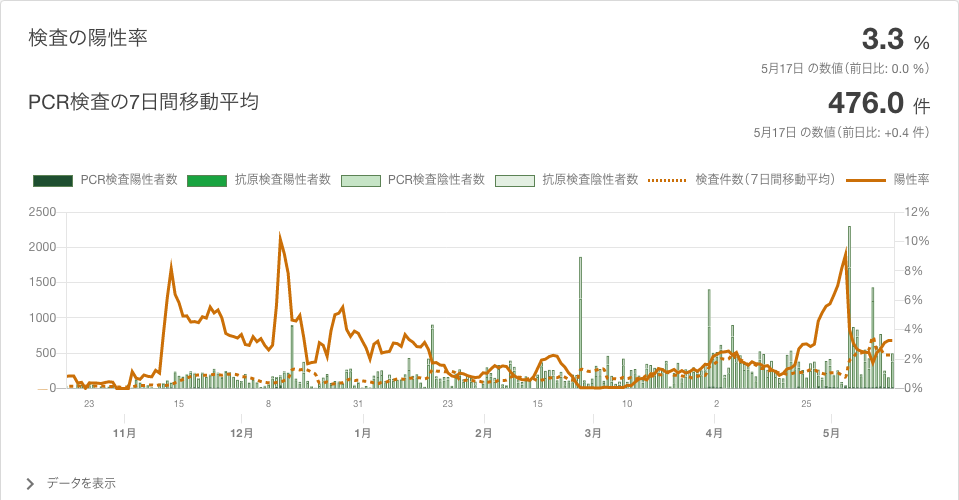 検査の陽性率
3.3 %
5月17日 の数値（前日比: 0.0 %）
PCR検査の7日間移動平均
476.0 件
5月17日 の数値（前日比: +0.4 件）
PCR検査陽性者数 抗原検査陽性者数 PCR検査陰性者数 抗原検査陰性者数 検査件数（7日間移動平均） 陽性率
2500 12%
2000 10%
8%
1500
6%
1000
4%
500
2%
0 0%
23 15 8 31 23 15 10 2 25
11月 12月 1月 2月 3月 4月 5月
データを表示